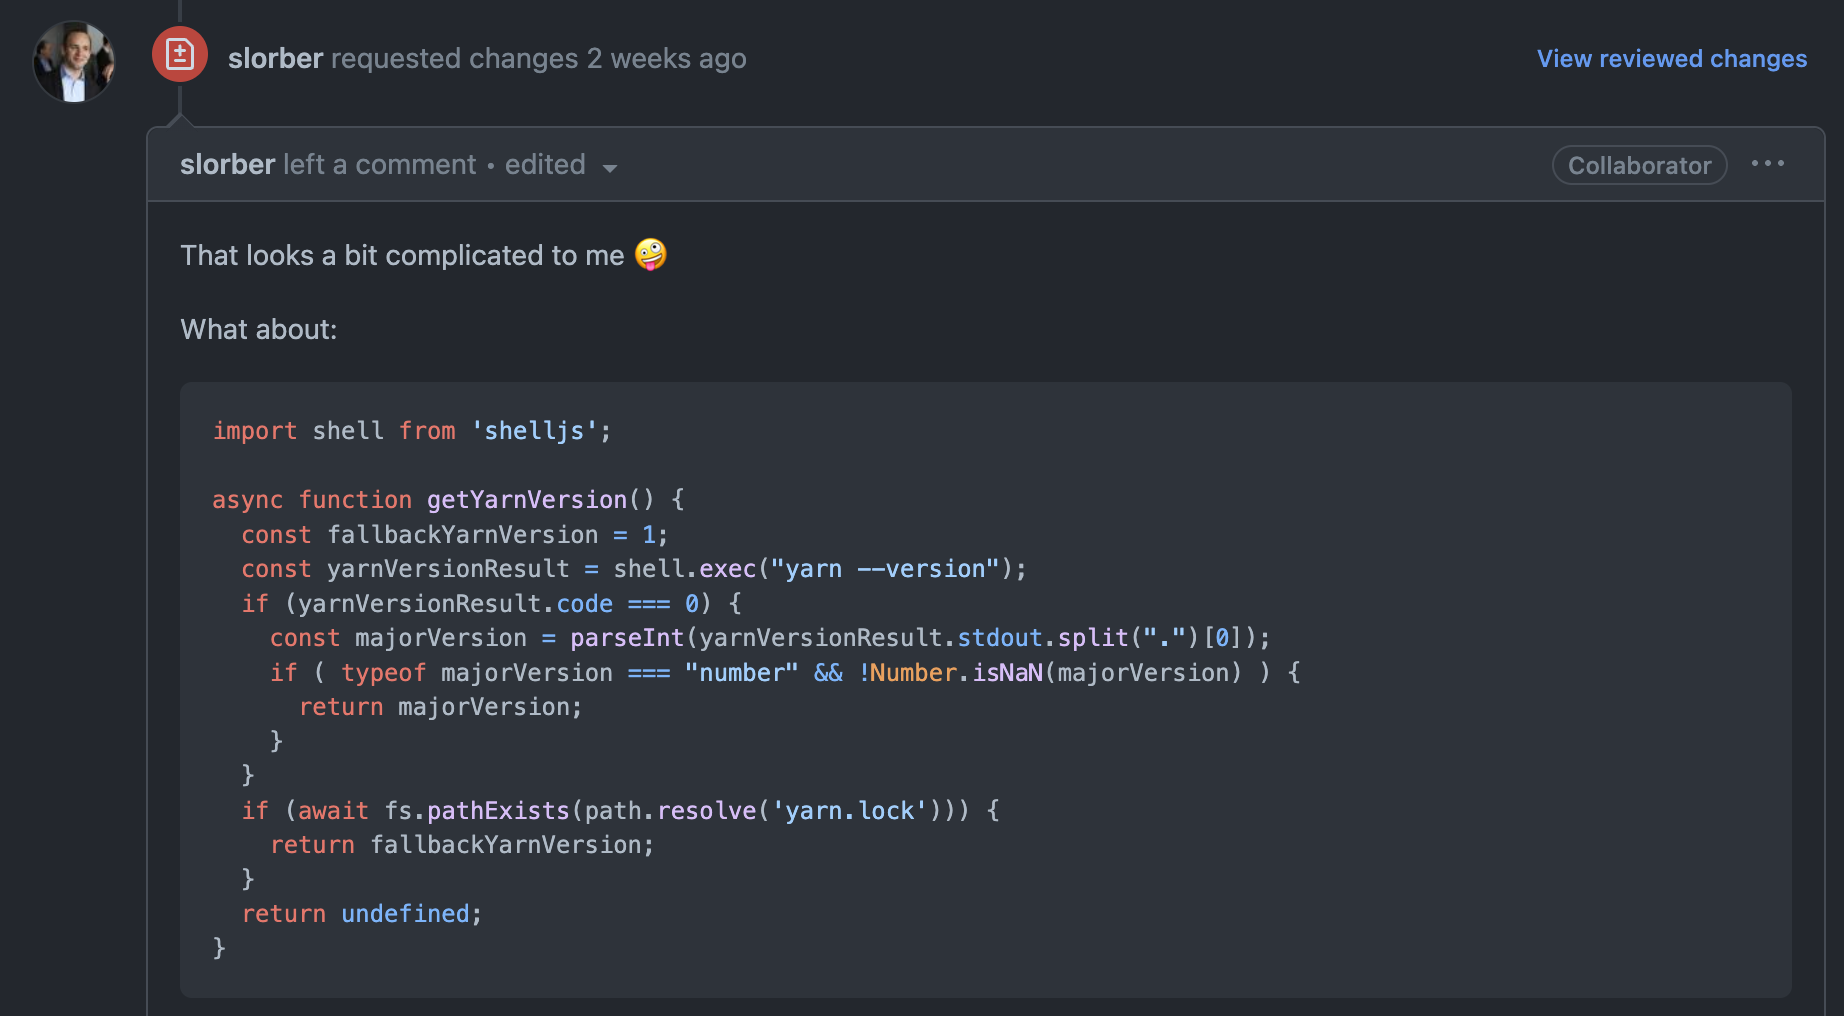 slorber requested changes 2 weeks ago
View reviewed changes
slorber left a comment • edited
Collaborator
That looks a bit complicated to me 🤪
What about:
import shell from 'shelljs';
async function getYarnVersion() {
  const fallbackYarnVersion = 1;
  const yarnVersionResult = shell.exec("yarn --version");
  if (yarnVersionResult.code === 0) {
    const majorVersion = parseInt(yarnVersionResult.stdout.split(".")[0]);
    if ( typeof majorVersion === "number" && !Number.isNaN(majorVersion) ) {
      return majorVersion;
    }
  }
  if (await fs.pathExists(path.resolve('yarn.lock'))) {
    return fallbackYarnVersion;
  }
  return undefined;
}